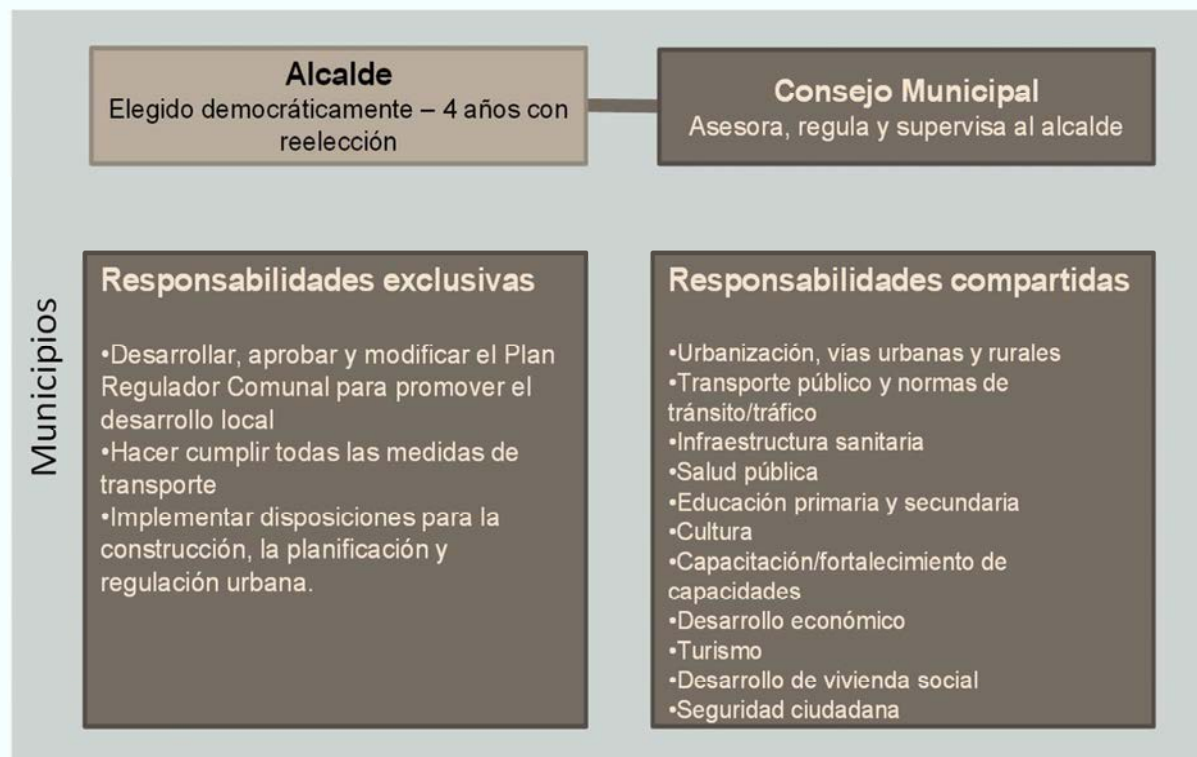 Alcalde
Elegido democráticamente – 4 años con
reelección
Consejo Municipal
Asesora, regula y supervisa al alcalde
Municipios
Responsabilidades exclusivas
•Desarrollar, aprobar y modificar el Plan
Regulador Comunal para promover el
desarrollo local
•Hacer cumplir todas las medidas de
transporte
•Implementar disposiciones para la
construcción, la planificación y
regulación urbana.
Responsabilidades compartidas
•Urbanización, vías urbanas y rurales
•Transporte público y normas de
tránsito/tráfico
•Infraestructura sanitaria
•Salud pública
•Educación primaria y secundaria
•Cultura
•Capacitación/fortalecimiento de
capacidades
•Desarrollo económico
•Turismo
•Desarrollo de vivienda social
•Seguridad ciudadana